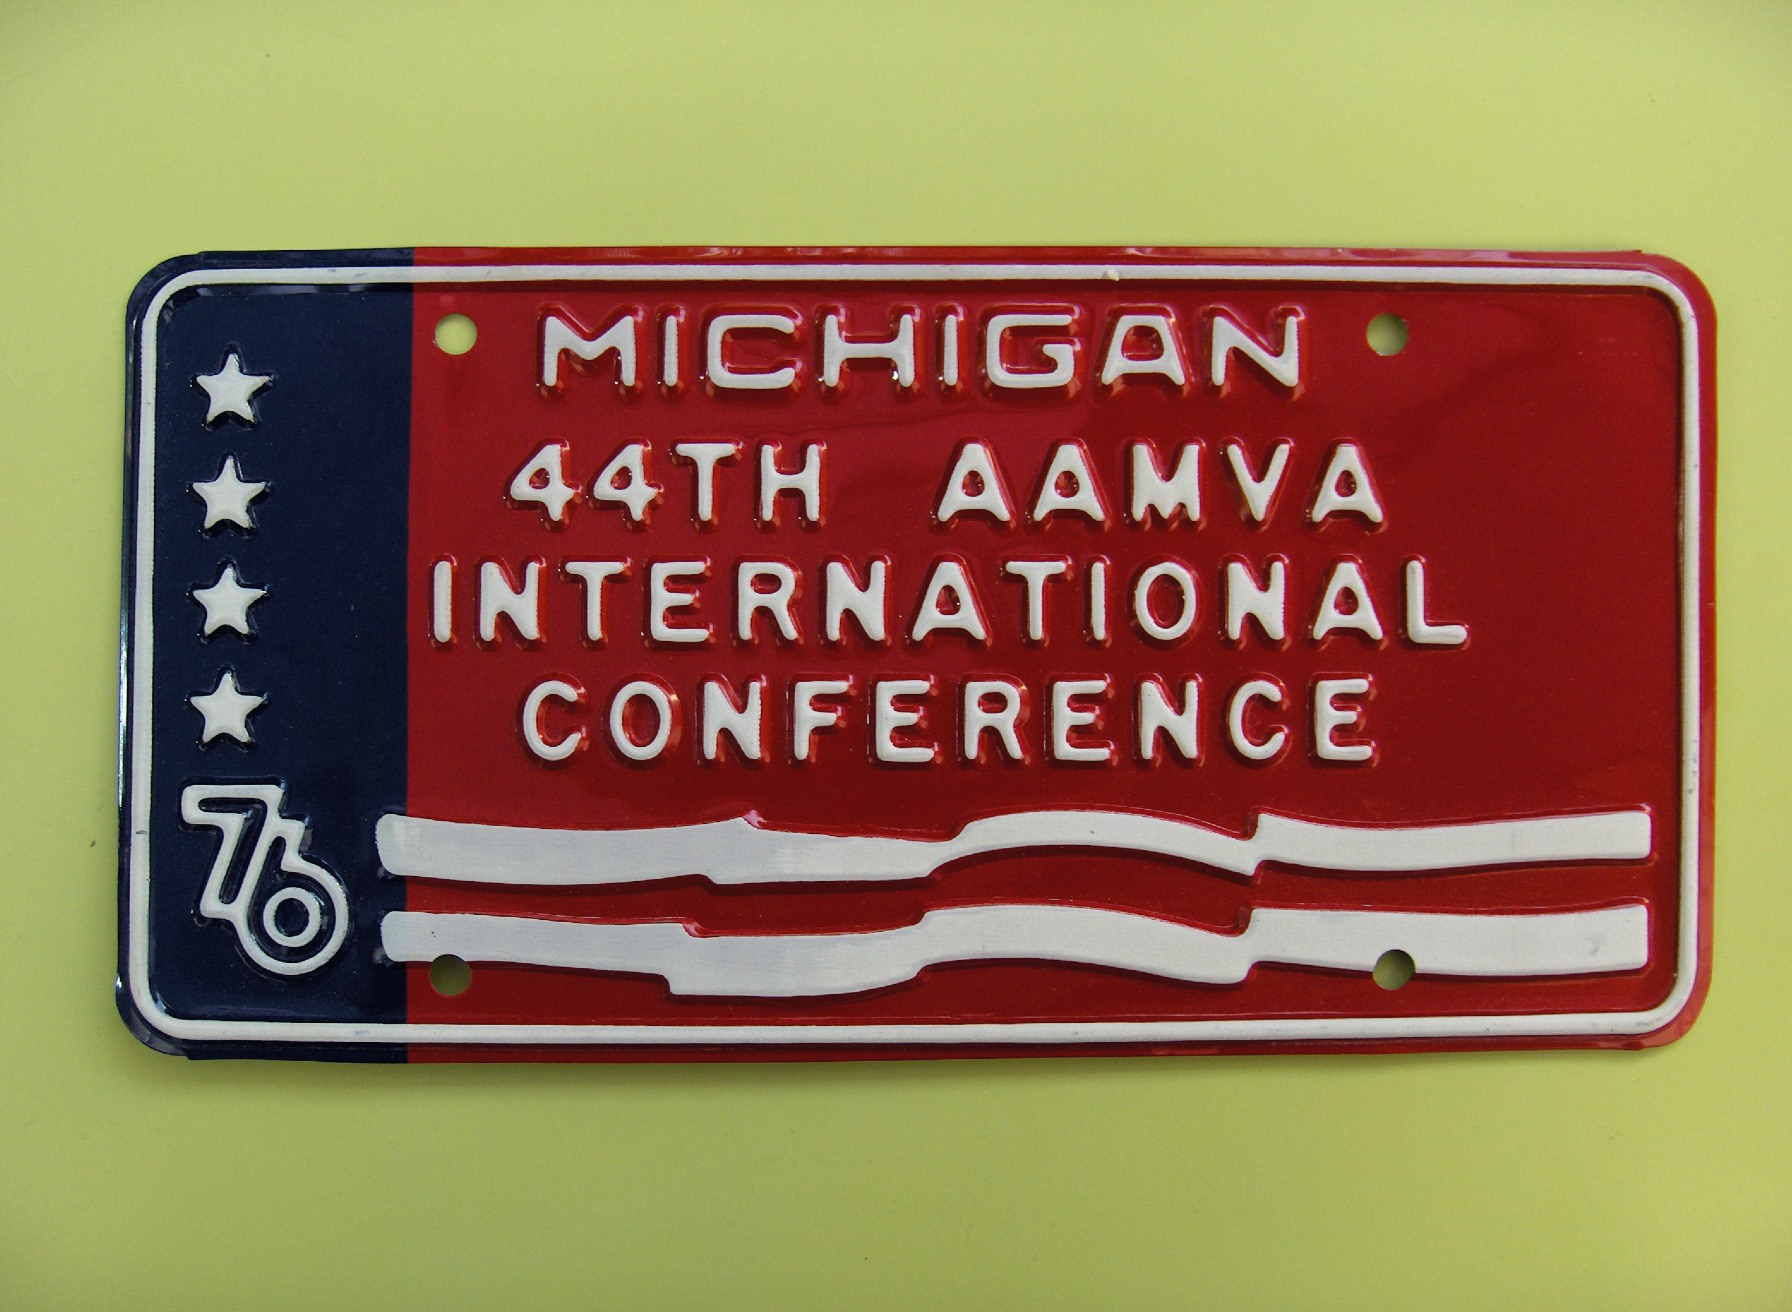 MICHIGAN
44TH AAMVA
INTERNATIONAL
CONFERENCE
76